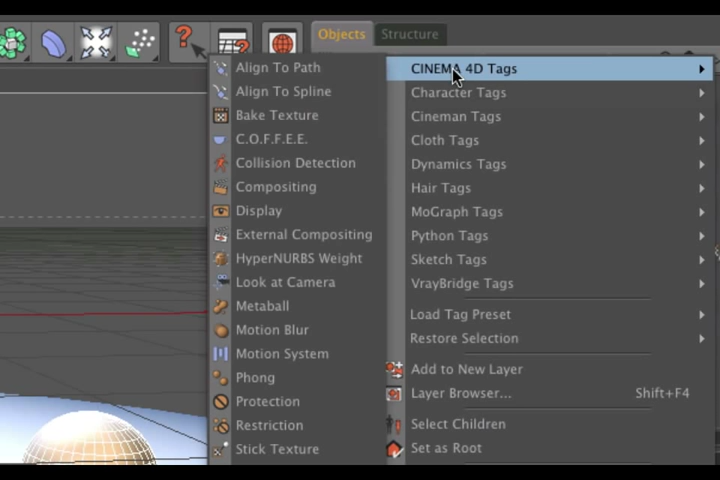 Objects
Structure
Align To Path
Align To Spline
Bake Texture
C.O.F.F.E.E.
Collision Detection
Compositing
Display
External Compositing
HyperNURBS Weight
Look at Camera
Metaball
Motion Blur
Motion System
Phong
Protection
Restriction
Stick Texture
CINEMA 4D Tags
Character Tags
Cineman Tags
Cloth Tags
Dynamics Tags
Hair Tags
MoGraph Tags
Python Tags
Sketch Tags
VrayBridge Tags
Load Tag Preset
Restore Selection
Add to New Layer
Layer Browser... Shift+F4
Select Children
Set as Root